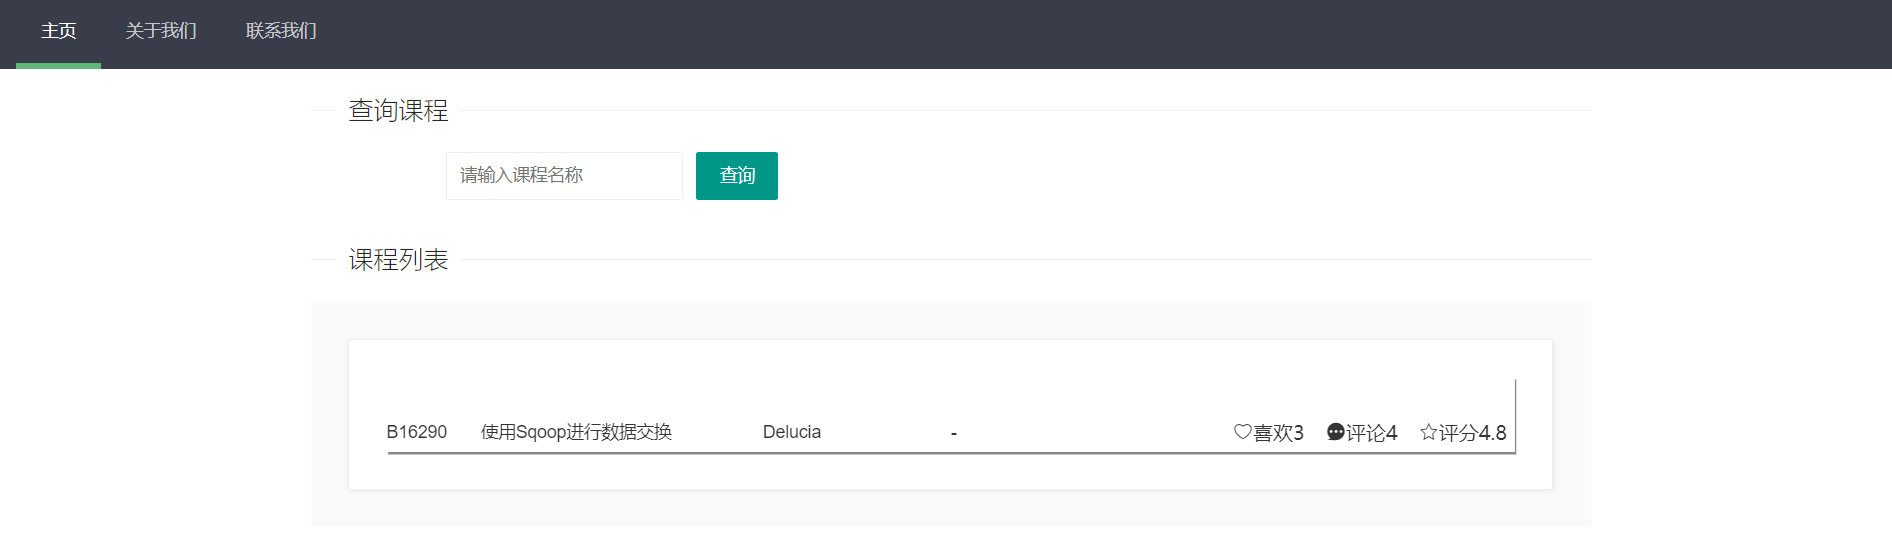 主页 关于我们 联系我们
查询课程
请输入课程名称 查询
课程列表
B16290 使用Sqoop进行数据交换 Delucia - 喜欢3 评论4 评分4.8